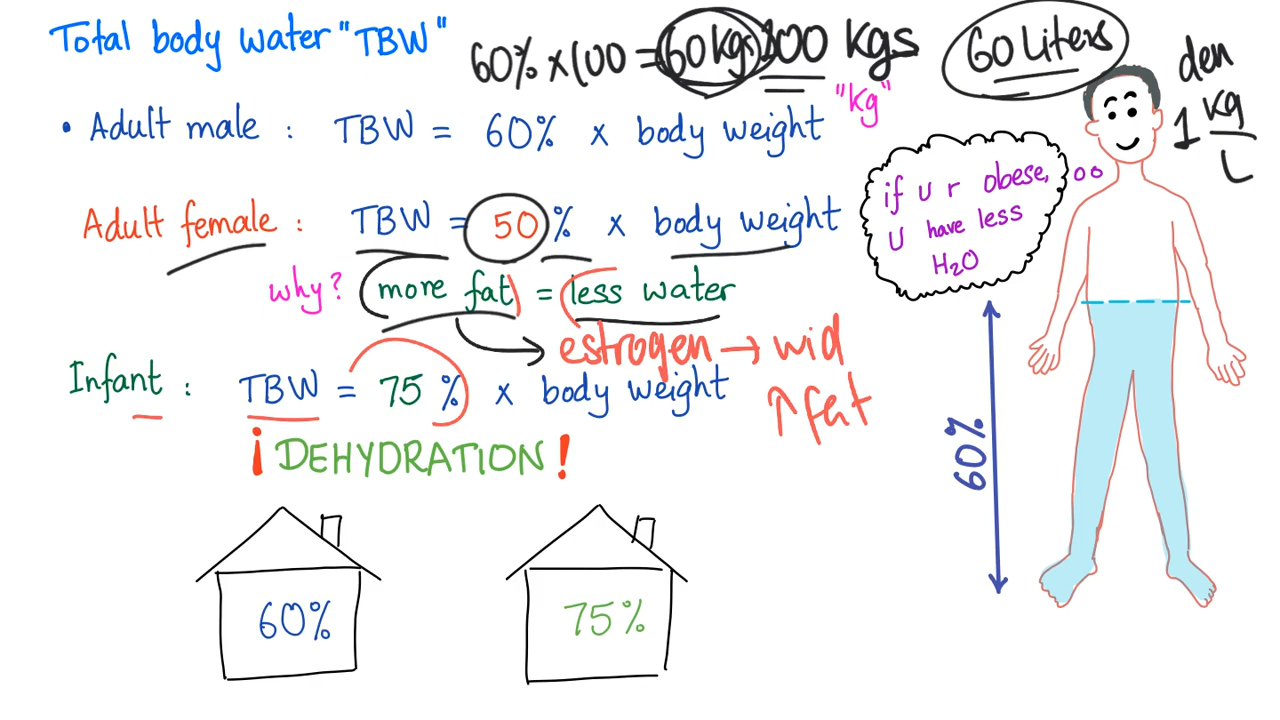 Total body water "TBW"
60% x 100 = 60 kgs 100 kgs
60 Liters
den
1 kg/L
"kg"
• Adult male : TBW = 60% x body weight
if u r obese,
u have less
H2O
Adult female : TBW = 50% x body weight
why? more fat = less water
estrogen → wid
↑ fat
Infant : TBW = 75% x body weight
¡DEHYDRATION!
60%
60% 75%